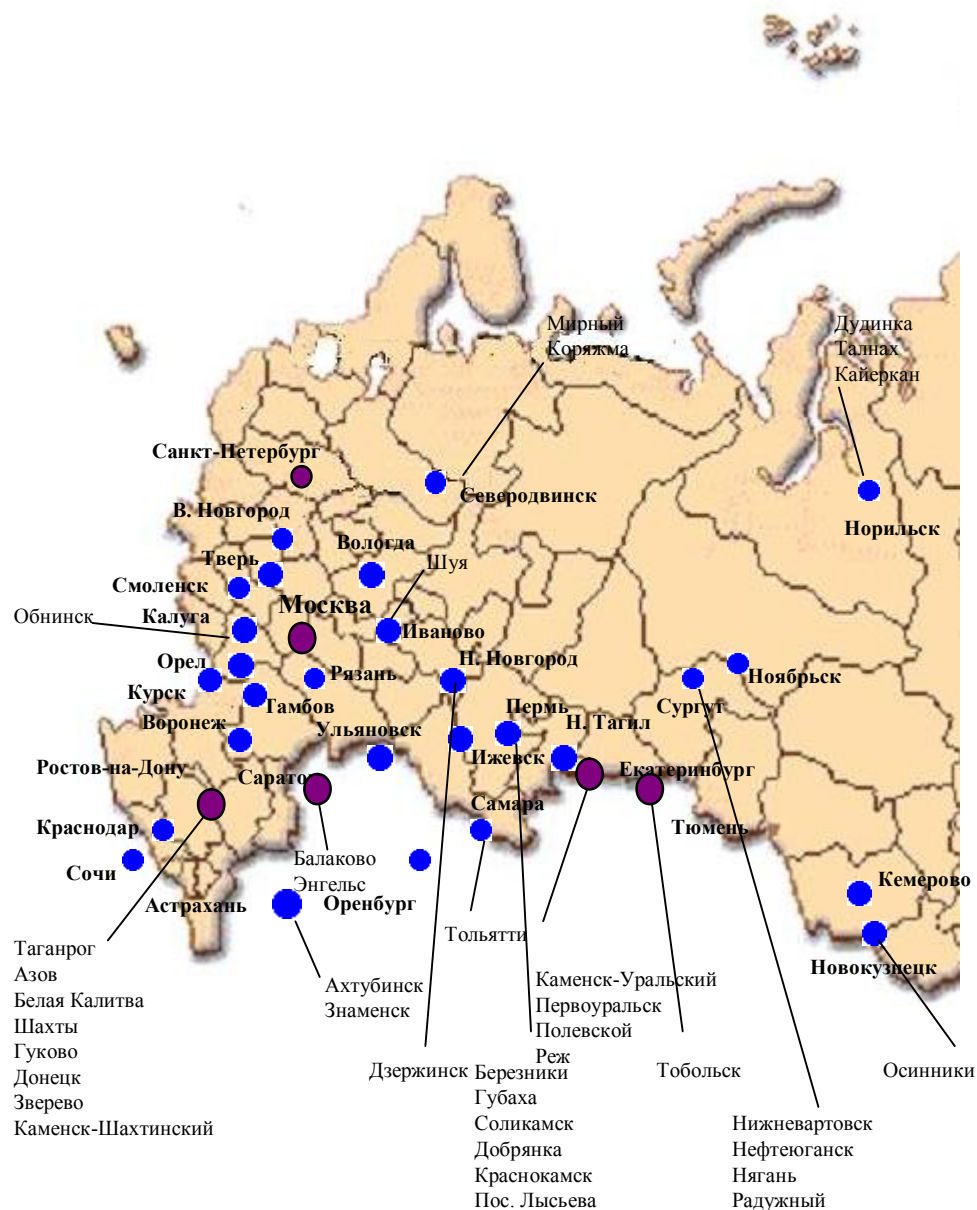 Мирный
Коряжма
Дудинка
Талнах
Кайеркан
Санкт-Петербург
Северодвинск
Норильск
В. Новгород
Вологда
Тверь
Шуя
Смоленск
Москва
Обнинск
Калуга
Иваново
Орел
Рязань
Н. Новгород
Ноябрьск
Курск
Тамбов
Сургут
Воронеж
Ульяновск
Пермь
Н. Тагил
Ижевск
Ростов-на-Дону
Саратов
Екатеринбург
Краснодар
Самара
Тюмень
Сочи
Балаково
Энгельс
Кемерово
Астрахань
Оренбург
Тольятти
Новокузнецк
Таганрог
Азов
Белая Калитва
Шахты
Гуково
Донецк
Зверево
Каменск-Шахтинский
Ахтубинск
Знаменск
Каменск-Уральский
Первоуральск
Полевской
Реж
Дзержинск
Тобольск
Осинники
Березники
Губаха
Соликамск
Добрянка
Краснокамск
Пос. Лысьева
Нижневартовск
Нефтеюганск
Нягань
Радужный